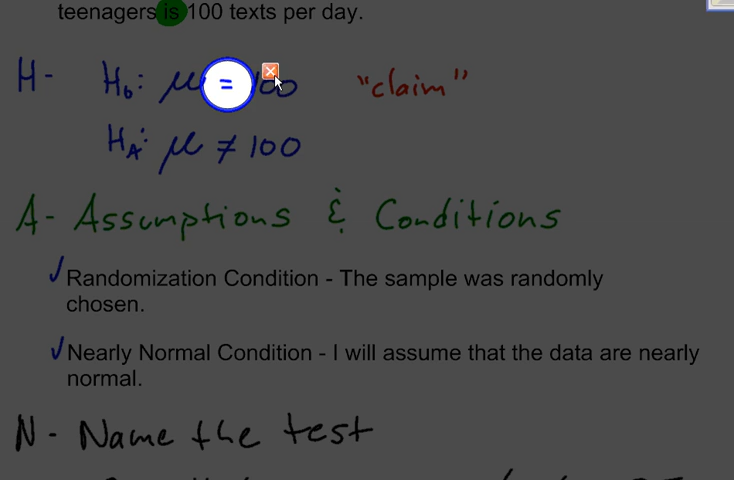 teenagers is 100 texts per day.
H- H₀: μ = 100 "claim"
Hₐ: μ ≠ 100
A- Assumptions & Conditions
✓Randomization Condition - The sample was randomly
chosen.
✓Nearly Normal Condition - I will assume that the data are nearly
normal.
N- Name the test